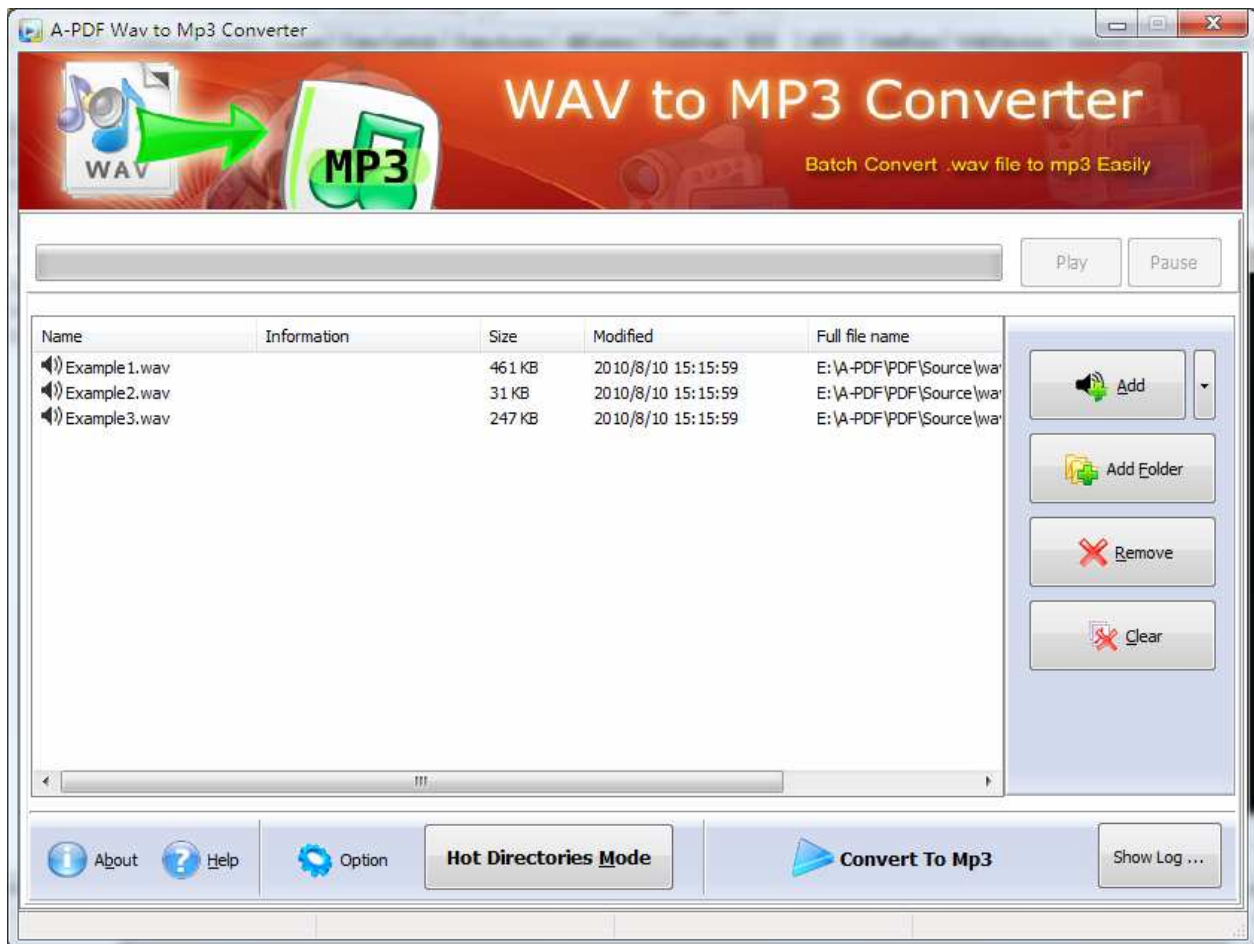 A-PDF Wav to Mp3 Converter
WAV
MP3
WAV to MP3 Converter
Batch Convert .wav file to mp3 Easily
Play Pause
Name Information Size Modified Full file name
Example1.wav 461 KB 2010/8/10 15:15:59 E:\A-PDF\PDF\Source\wav
Example2.wav 31 KB 2010/8/10 15:15:59 E:\A-PDF\PDF\Source\wav
Example3.wav 247 KB 2010/8/10 15:15:59 E:\A-PDF\PDF\Source\wav
Add
Add Folder
Remove
Clear
About Help Option Hot Directories Mode Convert To Mp3 Show Log ...